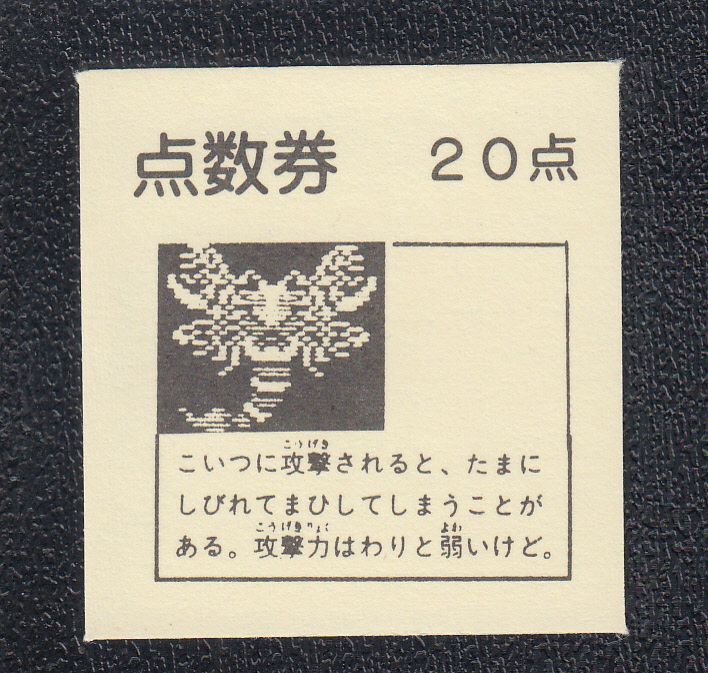 点数券 20点
こいつに攻撃されると、たまに
しびれてまひしてしまうことが
ある。攻撃力はわりと弱いけど。